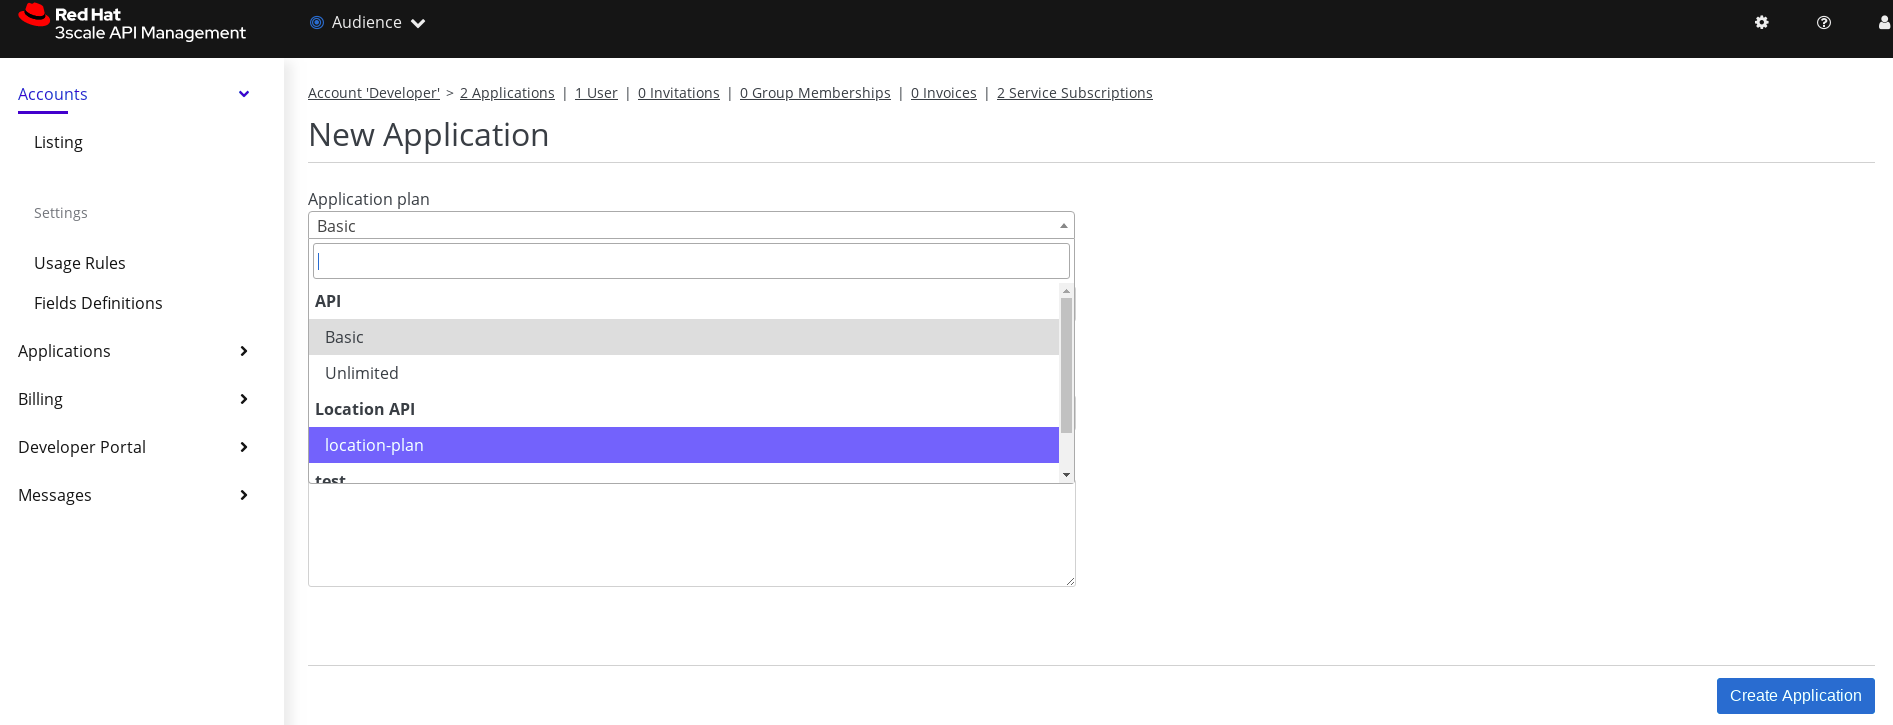 Red Hat
3scale API Management
Audience
Accounts
Listing
Settings
Usage Rules
Fields Definitions
Applications
Billing
Developer Portal
Messages
Account 'Developer' > 2 Applications | 1 User | 0 Invitations | 0 Group Memberships | 0 Invoices | 2 Service Subscriptions
New Application
Application plan
Basic
API
Basic
Unlimited
Location API
location-plan
test
Create Application